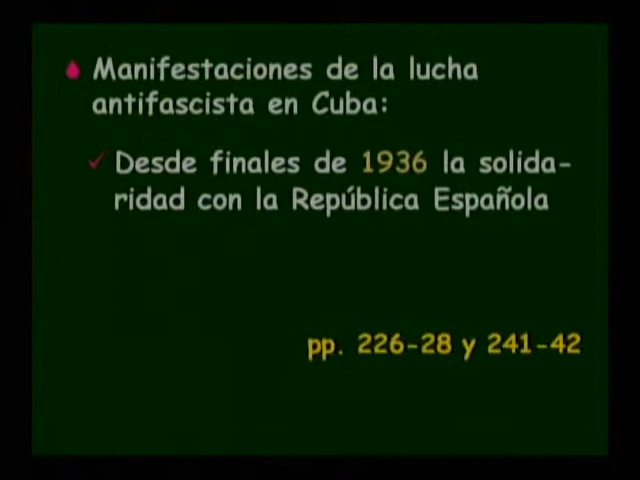 Manifestaciones de la lucha
antifascista en Cuba:
Desde finales de 1936 la solida-
ridad con la República Española
pp. 226-28 y 241-42